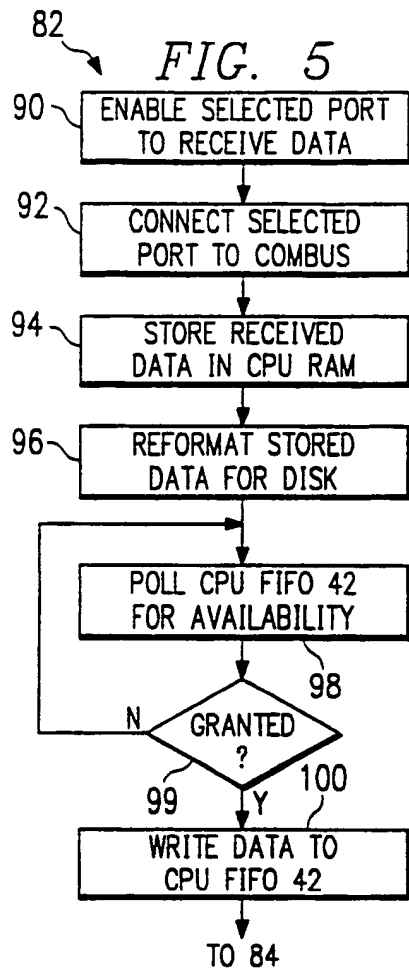 82
FIG. 5
90
ENABLE SELECTED PORT
TO RECEIVE DATA
92
CONNECT SELECTED
PORT TO COMBUS
94
STORE RECEIVED
DATA IN CPU RAM
96
REFORMAT STORED
DATA FOR DISK
POLL CPU FIFO 42
FOR AVAILABILITY
98
N
GRANTED
?
99
Y
100
WRITE DATA TO
CPU FIFO 42
TO 84